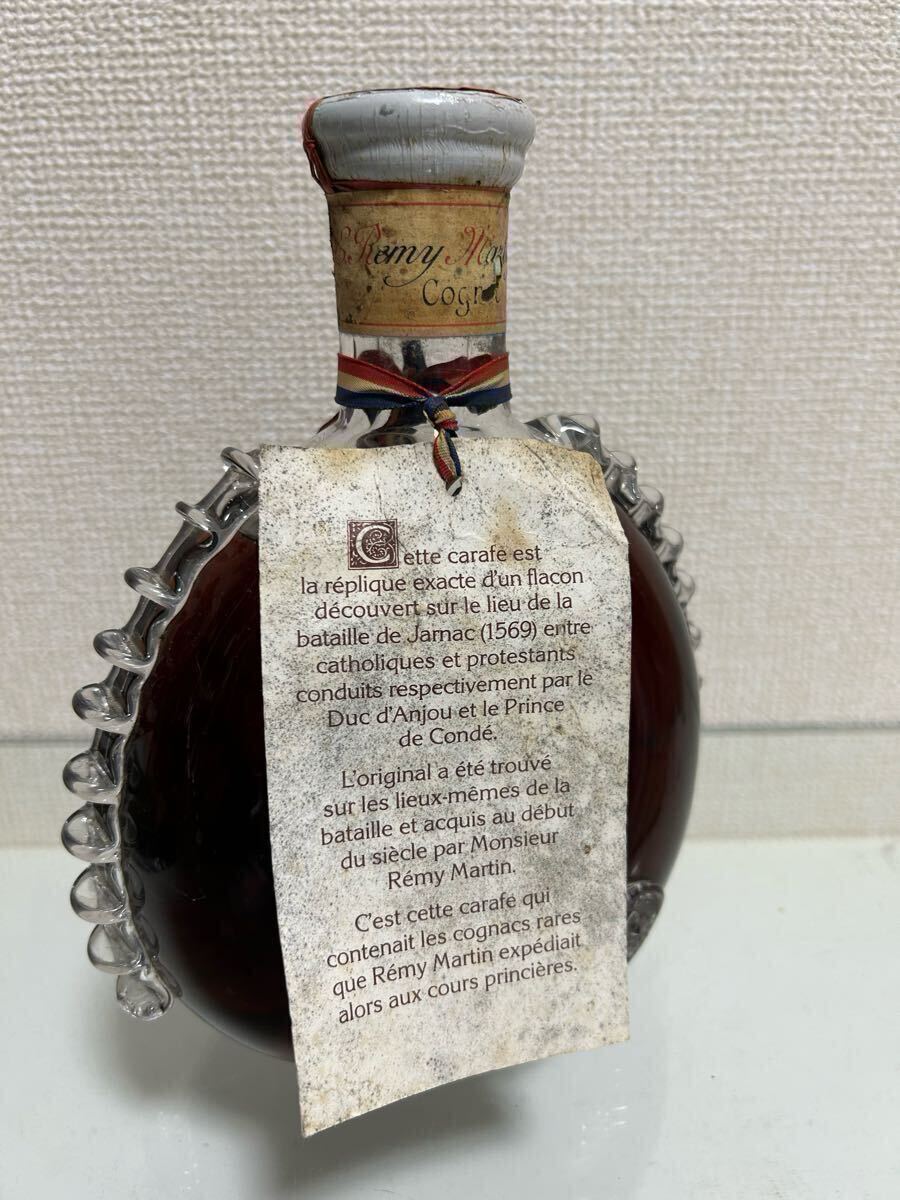 Rémy
Cognac
Cette carafe est
la réplique exacte d'un flacon
découvert sur le lieu de la
bataille de Jarnac (1569) entre
catholiques et protestants
conduits respectivement par le
Duc d'Anjou et le Prince
de Condé.
L'original a été trouvé
sur les lieux-mêmes de la
bataille et acquis au début
du siècle par Monsieur
Rémy Martin.
C'est cette carafe qui
contenait les cognacs rares
que Rémy Martin expédiait
alors aux cours princières.